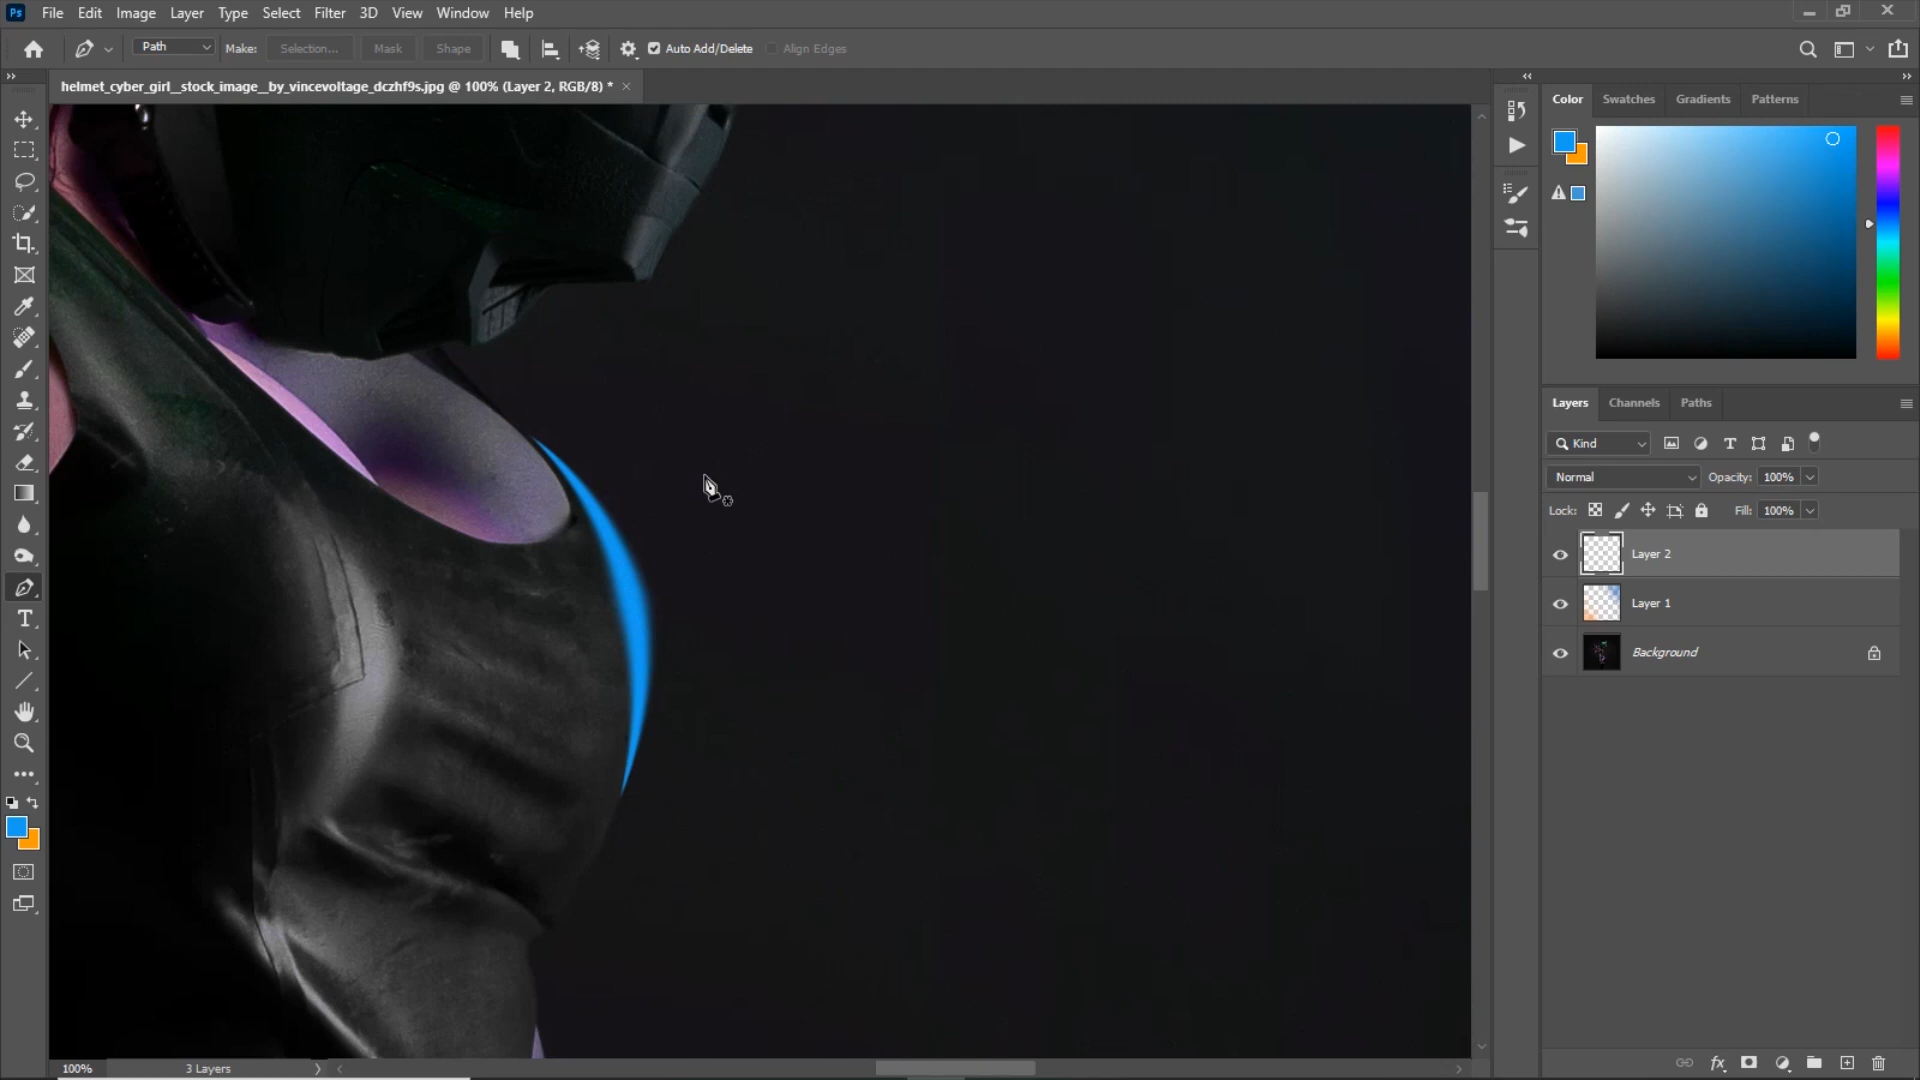 Ps File Edit Image Layer Type Select Filter 3D View Window Help
Path Make: Selection... Mask Shape Auto Add/Delete Align Edges
helmet_cyber_girl__stock_image__by_vincevoltage_dczhf9s.jpg @ 100% (Layer 2, RGB/8) *
Color Swatches Gradients Patterns
Layers Channels Paths
Kind
Normal Opacity: 100%
Lock: Fill: 100%
Layer 2
Layer 1
Background
100% 3 Layers